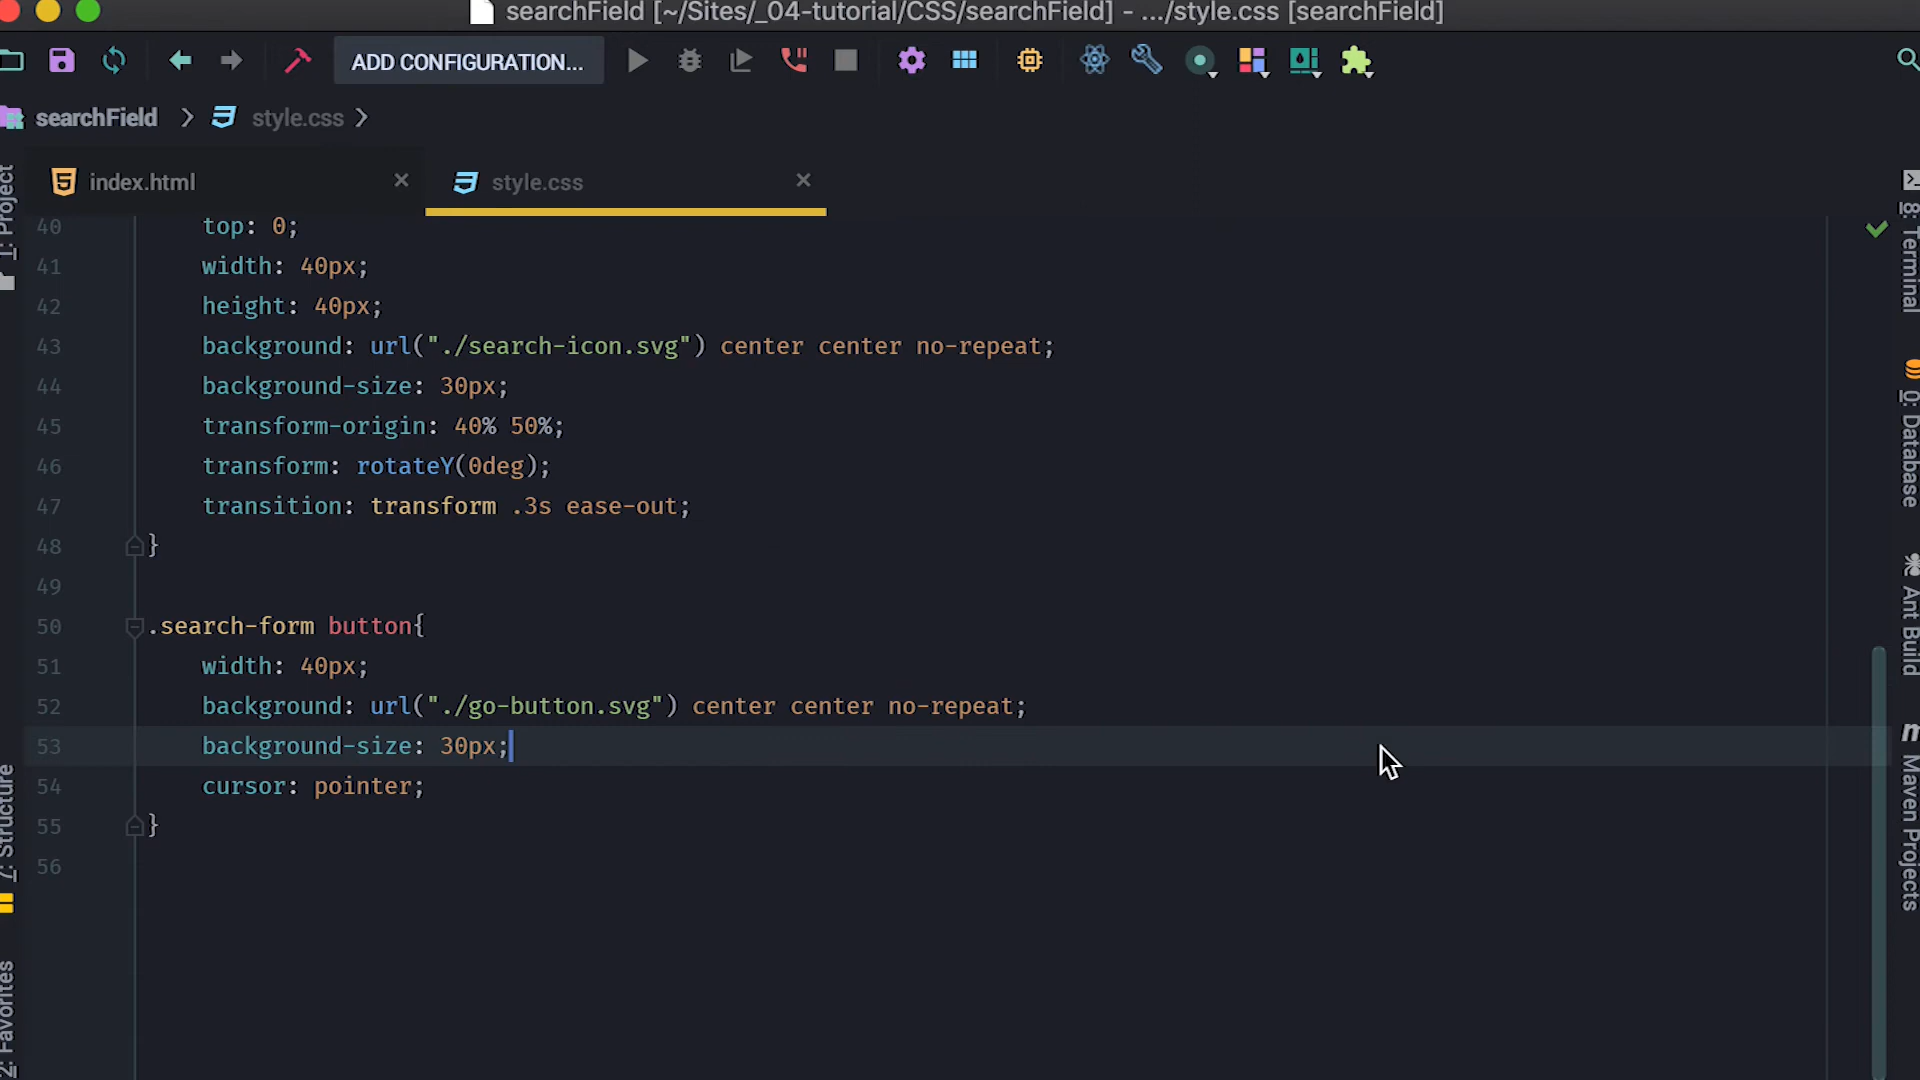 searchField [~/Sites/_04-tutorial/CSS/searchField] - .../style.css [searchField]
ADD CONFIGURATION...
searchField > style.css >
index.html
style.css
40 top: 0;
41 width: 40px;
42 height: 40px;
43 background: url("./search-icon.svg") center center no-repeat;
44 background-size: 30px;
45 transform-origin: 40% 50%;
46 transform: rotateY(0deg);
47 transition: transform .3s ease-out;
48 }
49
50 .search-form button{
51 width: 40px;
52 background: url("./go-button.svg") center center no-repeat;
53 background-size: 30px;
54 cursor: pointer;
55 }
56
1: Project
7: Structure
2: Favorites
8: Terminal
0: Database
Ant Build
m Maven Projects